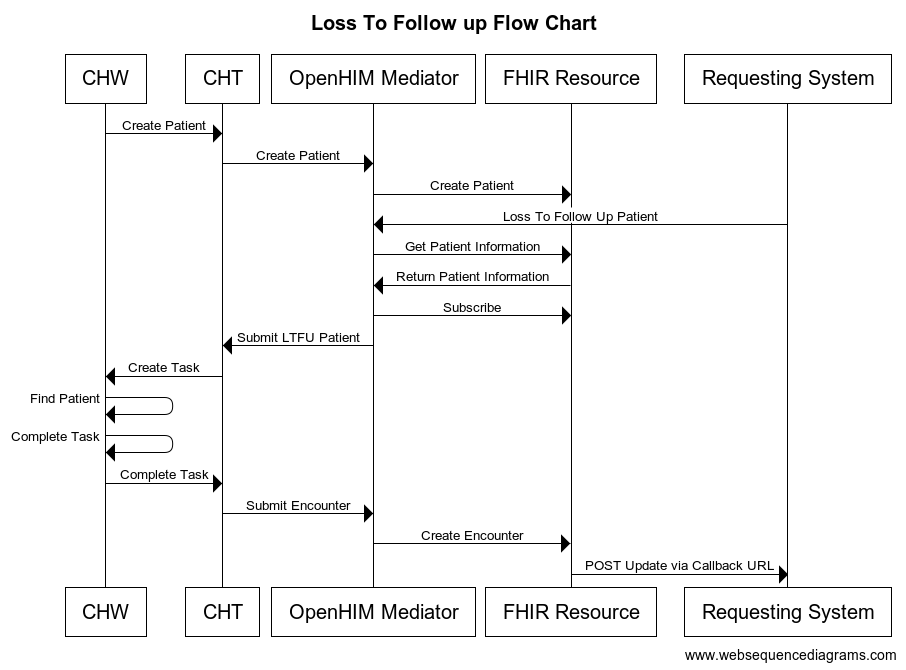 Loss To Follow up Flow Chart
CHW CHT OpenHIM Mediator FHIR Resource Requesting System
Create Patient
Create Patient
Create Patient
Loss To Follow Up Patient
Get Patient Information
Return Patient Information
Subscribe
Submit LTFU Patient
Create Task
Find Patient
Complete Task
Complete Task
Submit Encounter
Create Encounter
POST Update via Callback URL
CHW CHT OpenHIM Mediator FHIR Resource Requesting System
www.websequencediagrams.com